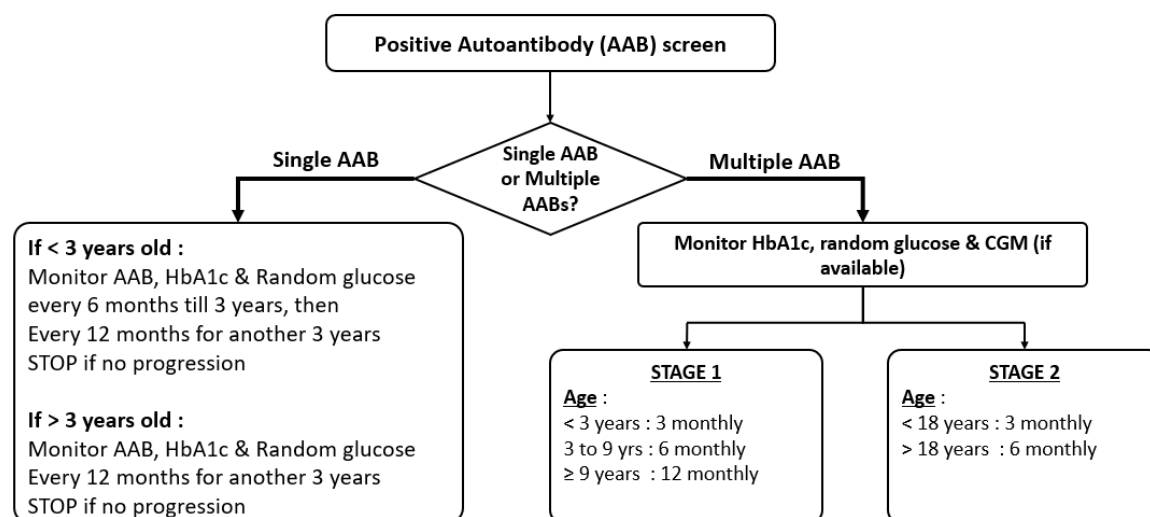 Positive Autoantibody (AAB) screen
Single AAB
or Multiple
AABs?
Single AAB
Multiple AAB
If < 3 years old :
Monitor AAB, HbA1c & Random glucose
every 6 months till 3 years, then
Every 12 months for another 3 years
STOP if no progression
If > 3 years old :
Monitor AAB, HbA1c & Random glucose
Every 12 months for another 3 years
STOP if no progression
Monitor HbA1c, random glucose & CGM (if
available)
STAGE 1
Age :
< 3 years : 3 monthly
3 to 9 yrs : 6 monthly
≥ 9 years : 12 monthly
STAGE 2
Age :
< 18 years : 3 monthly
> 18 years : 6 monthly